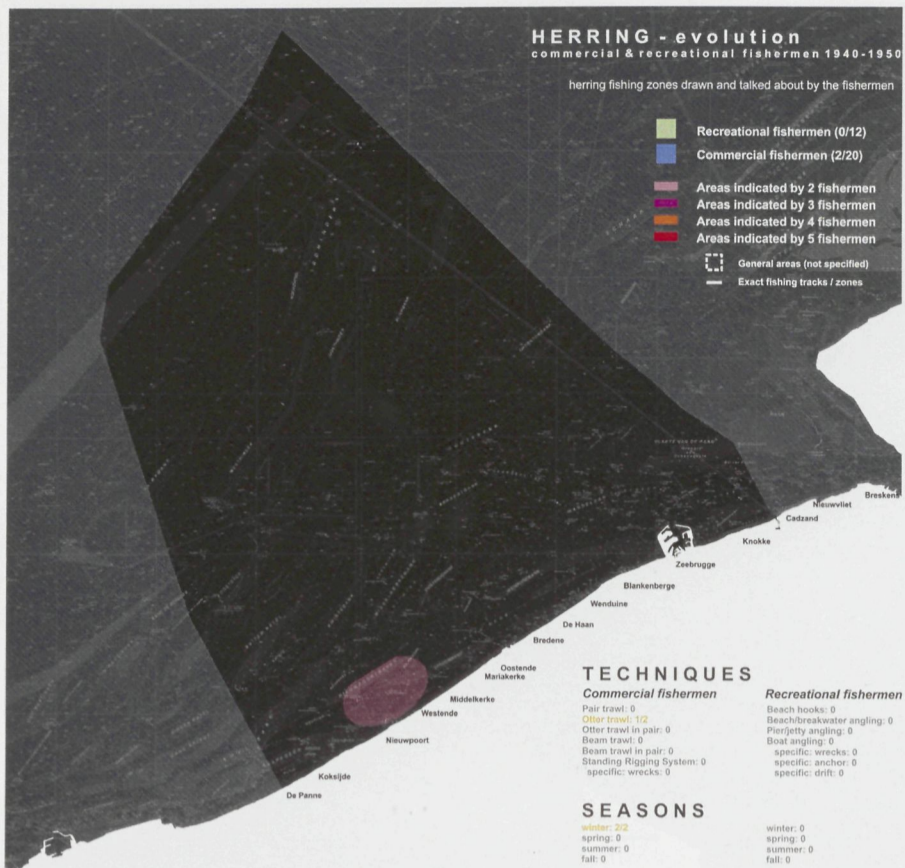 HERRING - evolution
commercial & recreational fishermen 1940-1950
herring fishing zones drawn and talked about by the fishermen
Recreational fishermen (0/12)
Commercial fishermen (2/20)
Areas indicated by 2 fishermen
Areas indicated by 3 fishermen
Areas indicated by 4 fishermen
Areas indicated by 5 fishermen
General areas (not specified)
Exact fishing tracks / zones
Breskens
Nieuwvliet
Cadzand
Knokke
Zeebrugge
Blankenberge
Wenduine
De Haan
Bredene
Oostende
Mariakerke
Middelkerke
Westende
Nieuwpoort
Koksijde
De Panne
TECHNIQUES
Commercial fishermen
Pair trawl: 0
Otter trawl: 1/2
Otter trawl in pair: 0
Beam trawl: 0
Beam trawl in pair: 0
Standing Rigging System: 0
specific: wrecks: 0
Recreational fishermen
Beach hooks: 0
Beach/breakwater angling: 0
Pier/jetty angling: 0
Boat angling: 0
specific: wrecks: 0
specific: anchor: 0
specific: drift: 0
SEASONS
winter: 2/2
spring: 0
summer: 0
fall: 0
winter: 0
spring: 0
summer: 0
fall: 0